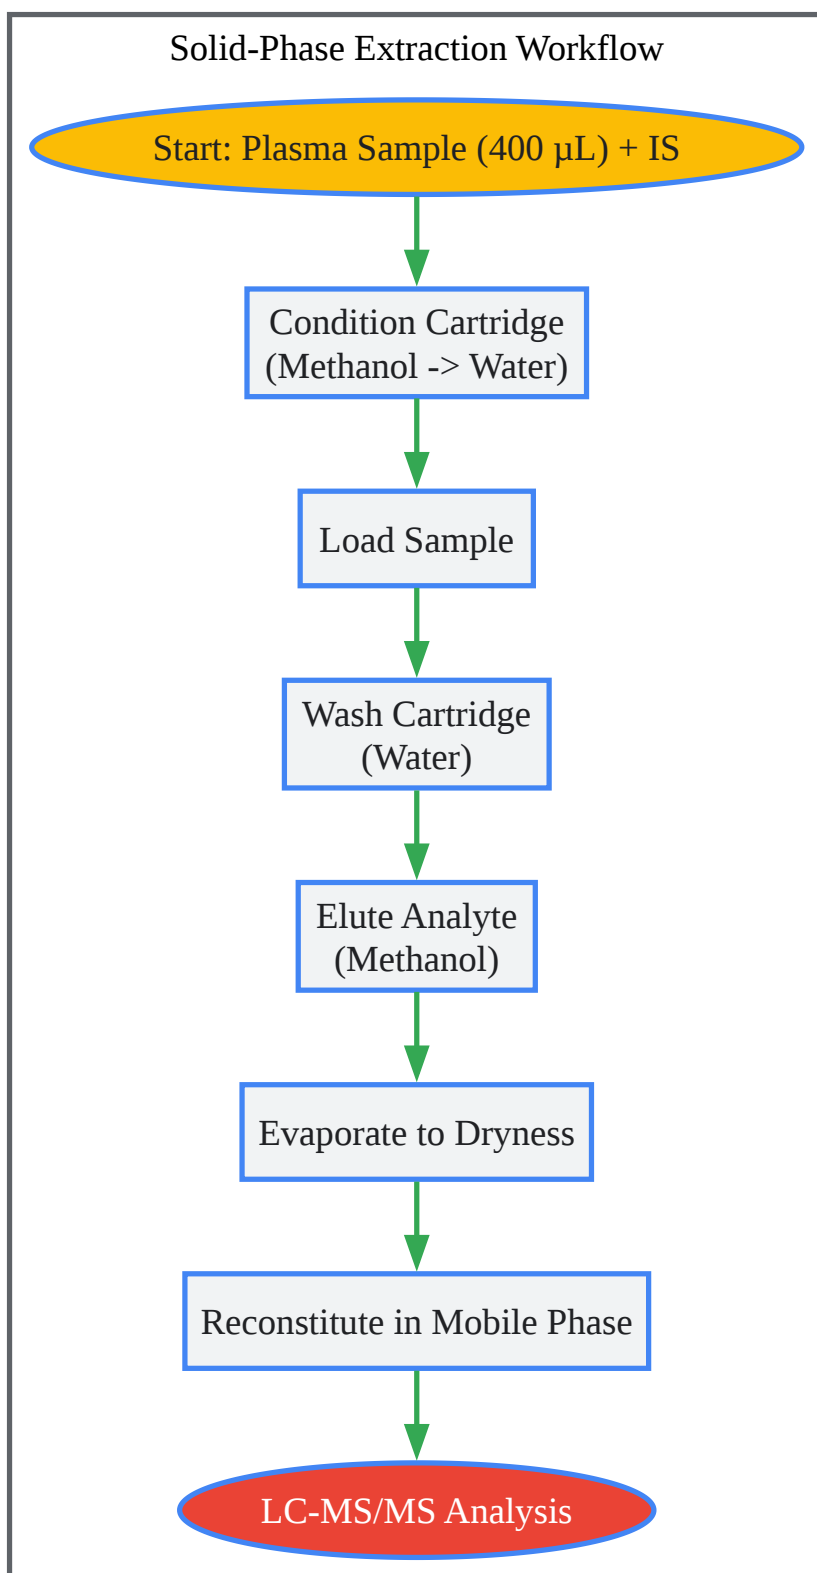 Solid-Phase Extraction Workflow
Start: Plasma Sample (400 µL) + IS
Condition Cartridge
(Methanol -> Water)
Load Sample
Wash Cartridge
(Water)
Elute Analyte
(Methanol)
Evaporate to Dryness
Reconstitute in Mobile Phase
LC-MS/MS Analysis